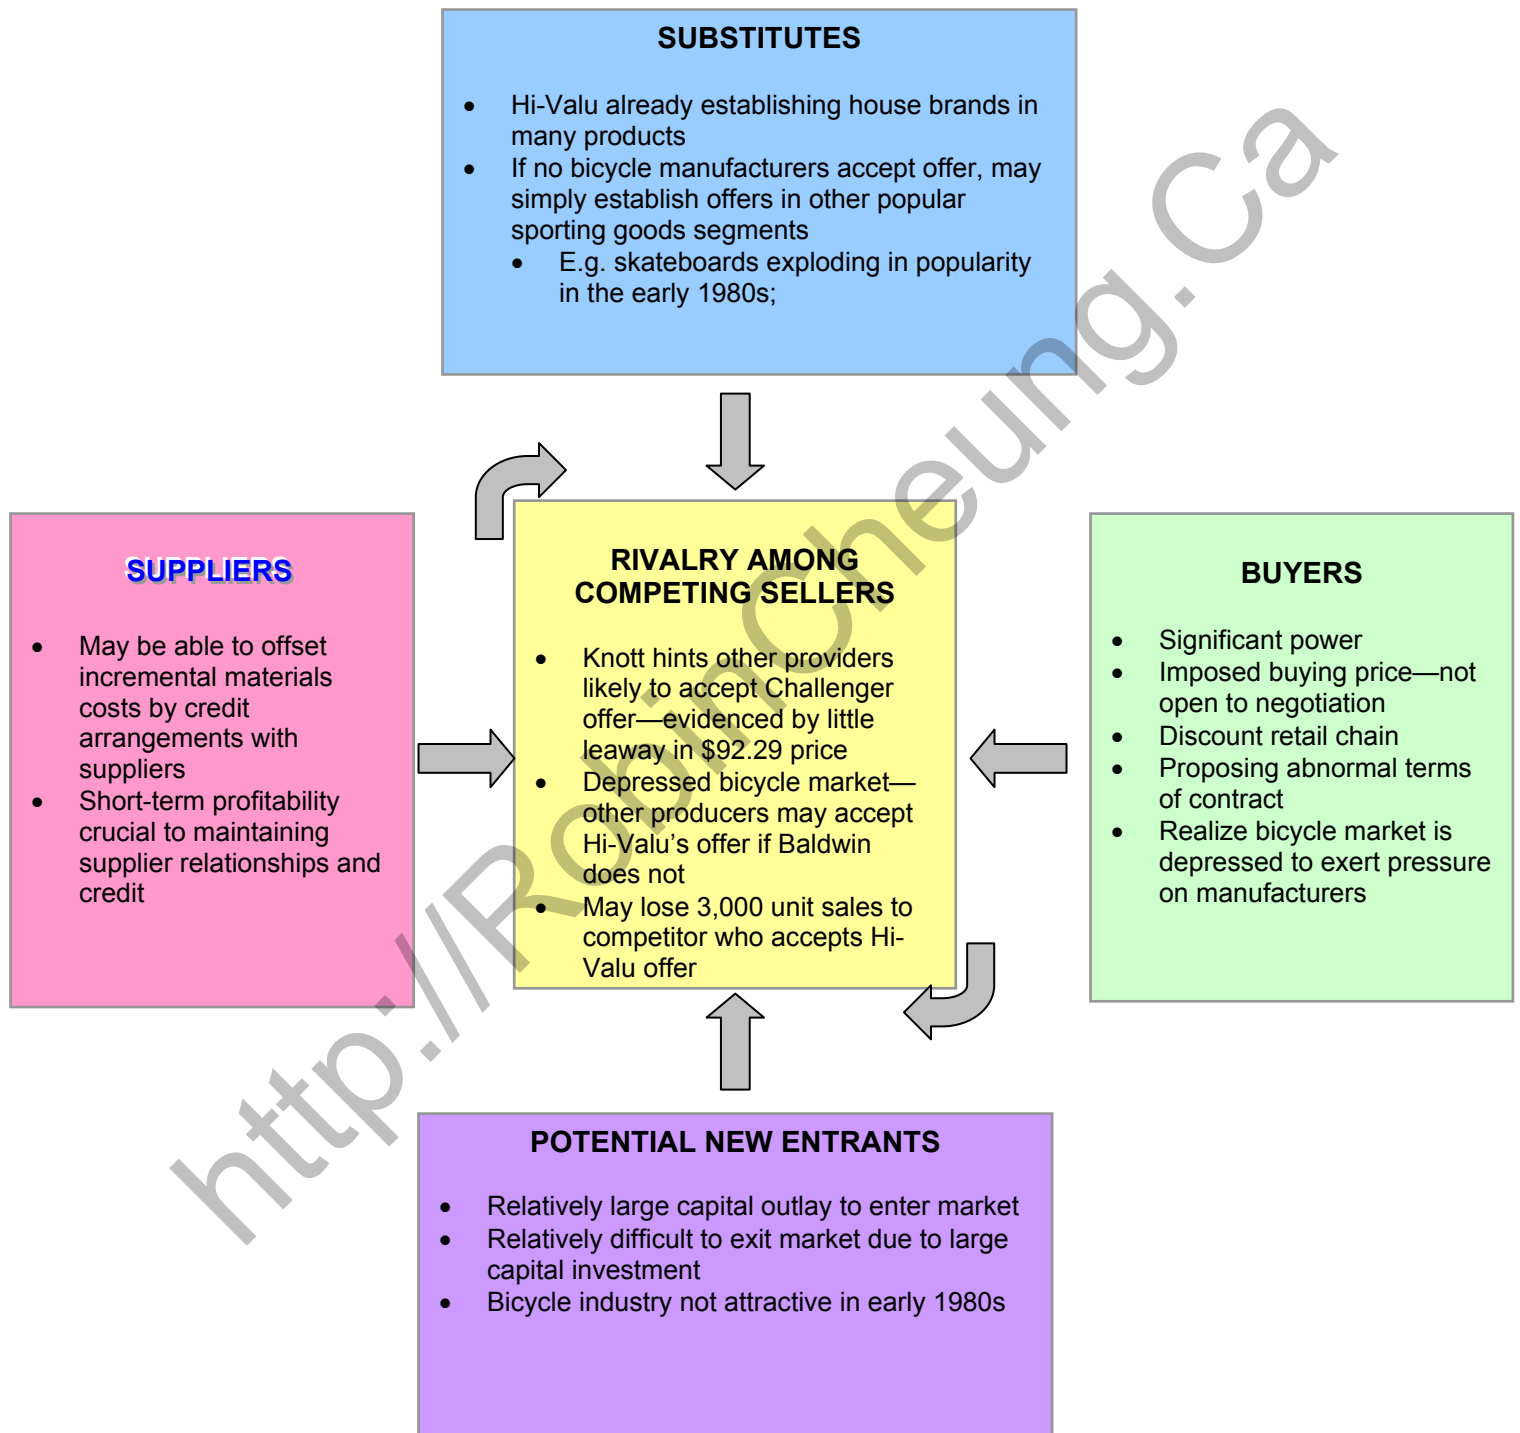 SUBSTITUTES
• Hi-Valu already establishing house brands in
many products
• If no bicycle manufacturers accept offer, may
simply establish offers in other popular
sporting goods segments
• E.g. skateboards exploding in popularity
in the early 1980s;
SUPPLIERS
• May be able to offset
incremental materials
costs by credit
arrangements with
suppliers
• Short-term profitability
crucial to maintaining
supplier relationships and
credit
RIVALRY AMONG
COMPETING SELLERS
• Knott hints other providers
likely to accept Challenger
offer—evidenced by little
leaway in $92.29 price
• Depressed bicycle market—
other producers may accept
Hi-Valu’s offer if Baldwin
does not
• May lose 3,000 unit sales to
competitor who accepts Hi-
Valu offer
BUYERS
• Significant power
• Imposed buying price—not
open to negotiation
• Discount retail chain
• Proposing abnormal terms
of contract
• Realize bicycle market is
depressed to exert pressure
on manufacturers
POTENTIAL NEW ENTRANTS
• Relatively large capital outlay to enter market
• Relatively difficult to exit market due to large
capital investment
• Bicycle industry not attractive in early 1980s
http://RobinCheung.Ca